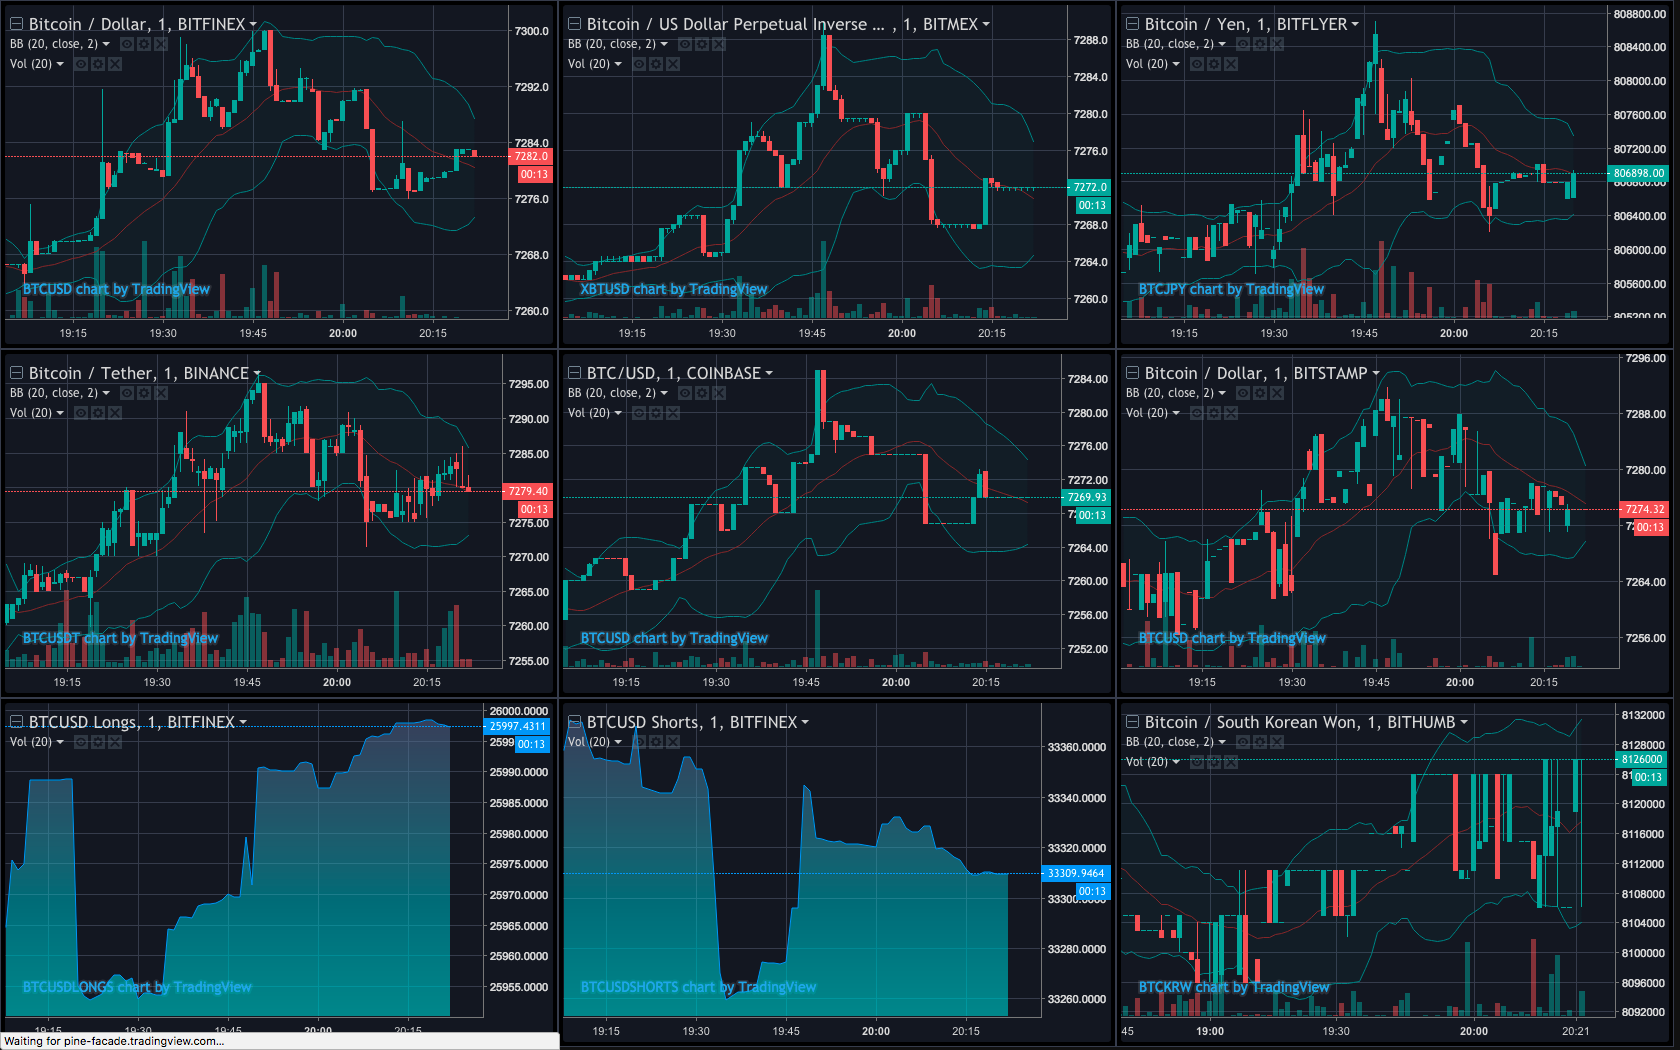 Bitcoin / Dollar, 1, BITFINEX
BB (20, close, 2)
Vol (20)
7300.0
7292.0
7284.0
7282.0
00:13
7276.0
7268.0
7260.0
BTCUSD chart by TradingView
19:15 19:30 19:45 20:00 20:15
Bitcoin / US Dollar Perpetual Inverse ... , 1, BITMEX
BB (20, close, 2)
Vol (20)
7288.0
7284.0
7280.0
7276.0
7272.0
00:13
7268.0
7264.0
7260.0
XBTUSD chart by TradingView
19:15 19:30 19:45 20:00 20:15
Bitcoin / Yen, 1, BITFLYER
BB (20, close, 2)
Vol (20)
808800.00
808400.00
808000.00
807600.00
807200.00
806898.00
806800.00
806400.00
806000.00
805600.00
805200.00
BTCJPY chart by TradingView
19:15 19:30 19:45 20:00 20:15
Bitcoin / Tether, 1, BINANCE
BB (20, close, 2)
Vol (20)
7295.00
7290.00
7285.00
7279.40
00:13
7275.00
7270.00
7265.00
7260.00
7255.00
BTCUSDT chart by TradingView
19:15 19:30 19:45 20:00 20:15
BTC/USD, 1, COINBASE
BB (20, close, 2)
Vol (20)
7284.00
7280.00
7276.00
7272.00
7269.93
00:13
7264.00
7260.00
7256.00
7252.00
BTCUSD chart by TradingView
19:15 19:30 19:45 20:00 20:15
Bitcoin / Dollar, 1, BITSTAMP
BB (20, close, 2)
Vol (20)
7296.00
7288.00
7280.00
7274.32
00:13
7264.00
7256.00
BTCUSD chart by TradingView
19:15 19:30 19:45 20:00 20:15
BTCUSD Longs, 1, BITFINEX
Vol (20)
26000.0000
25997.4311
00:13
25990.0000
25985.0000
25980.0000
25975.0000
25970.0000
25965.0000
25960.0000
25955.0000
BTCUSDLONGS chart by TradingView
19:15 19:30 19:45 20:00 20:15
Waiting for pine-facade.tradingview.com...
BTCUSD Shorts, 1, BITFINEX
Vol (20)
33360.0000
33340.0000
33320.0000
33309.9464
00:13
33280.0000
33260.0000
BTCUSDSHORTS chart by TradingView
19:15 19:30 19:45 20:00 20:15
Bitcoin / South Korean Won, 1, BITHUMB
BB (20, close, 2)
Vol (20)
8132000
8128000
8126000
00:13
8120000
8116000
8112000
8108000
8104000
8100000
8096000
8092000
BTCKRW chart by TradingView
45 19:00 19:30 20:00 20:21